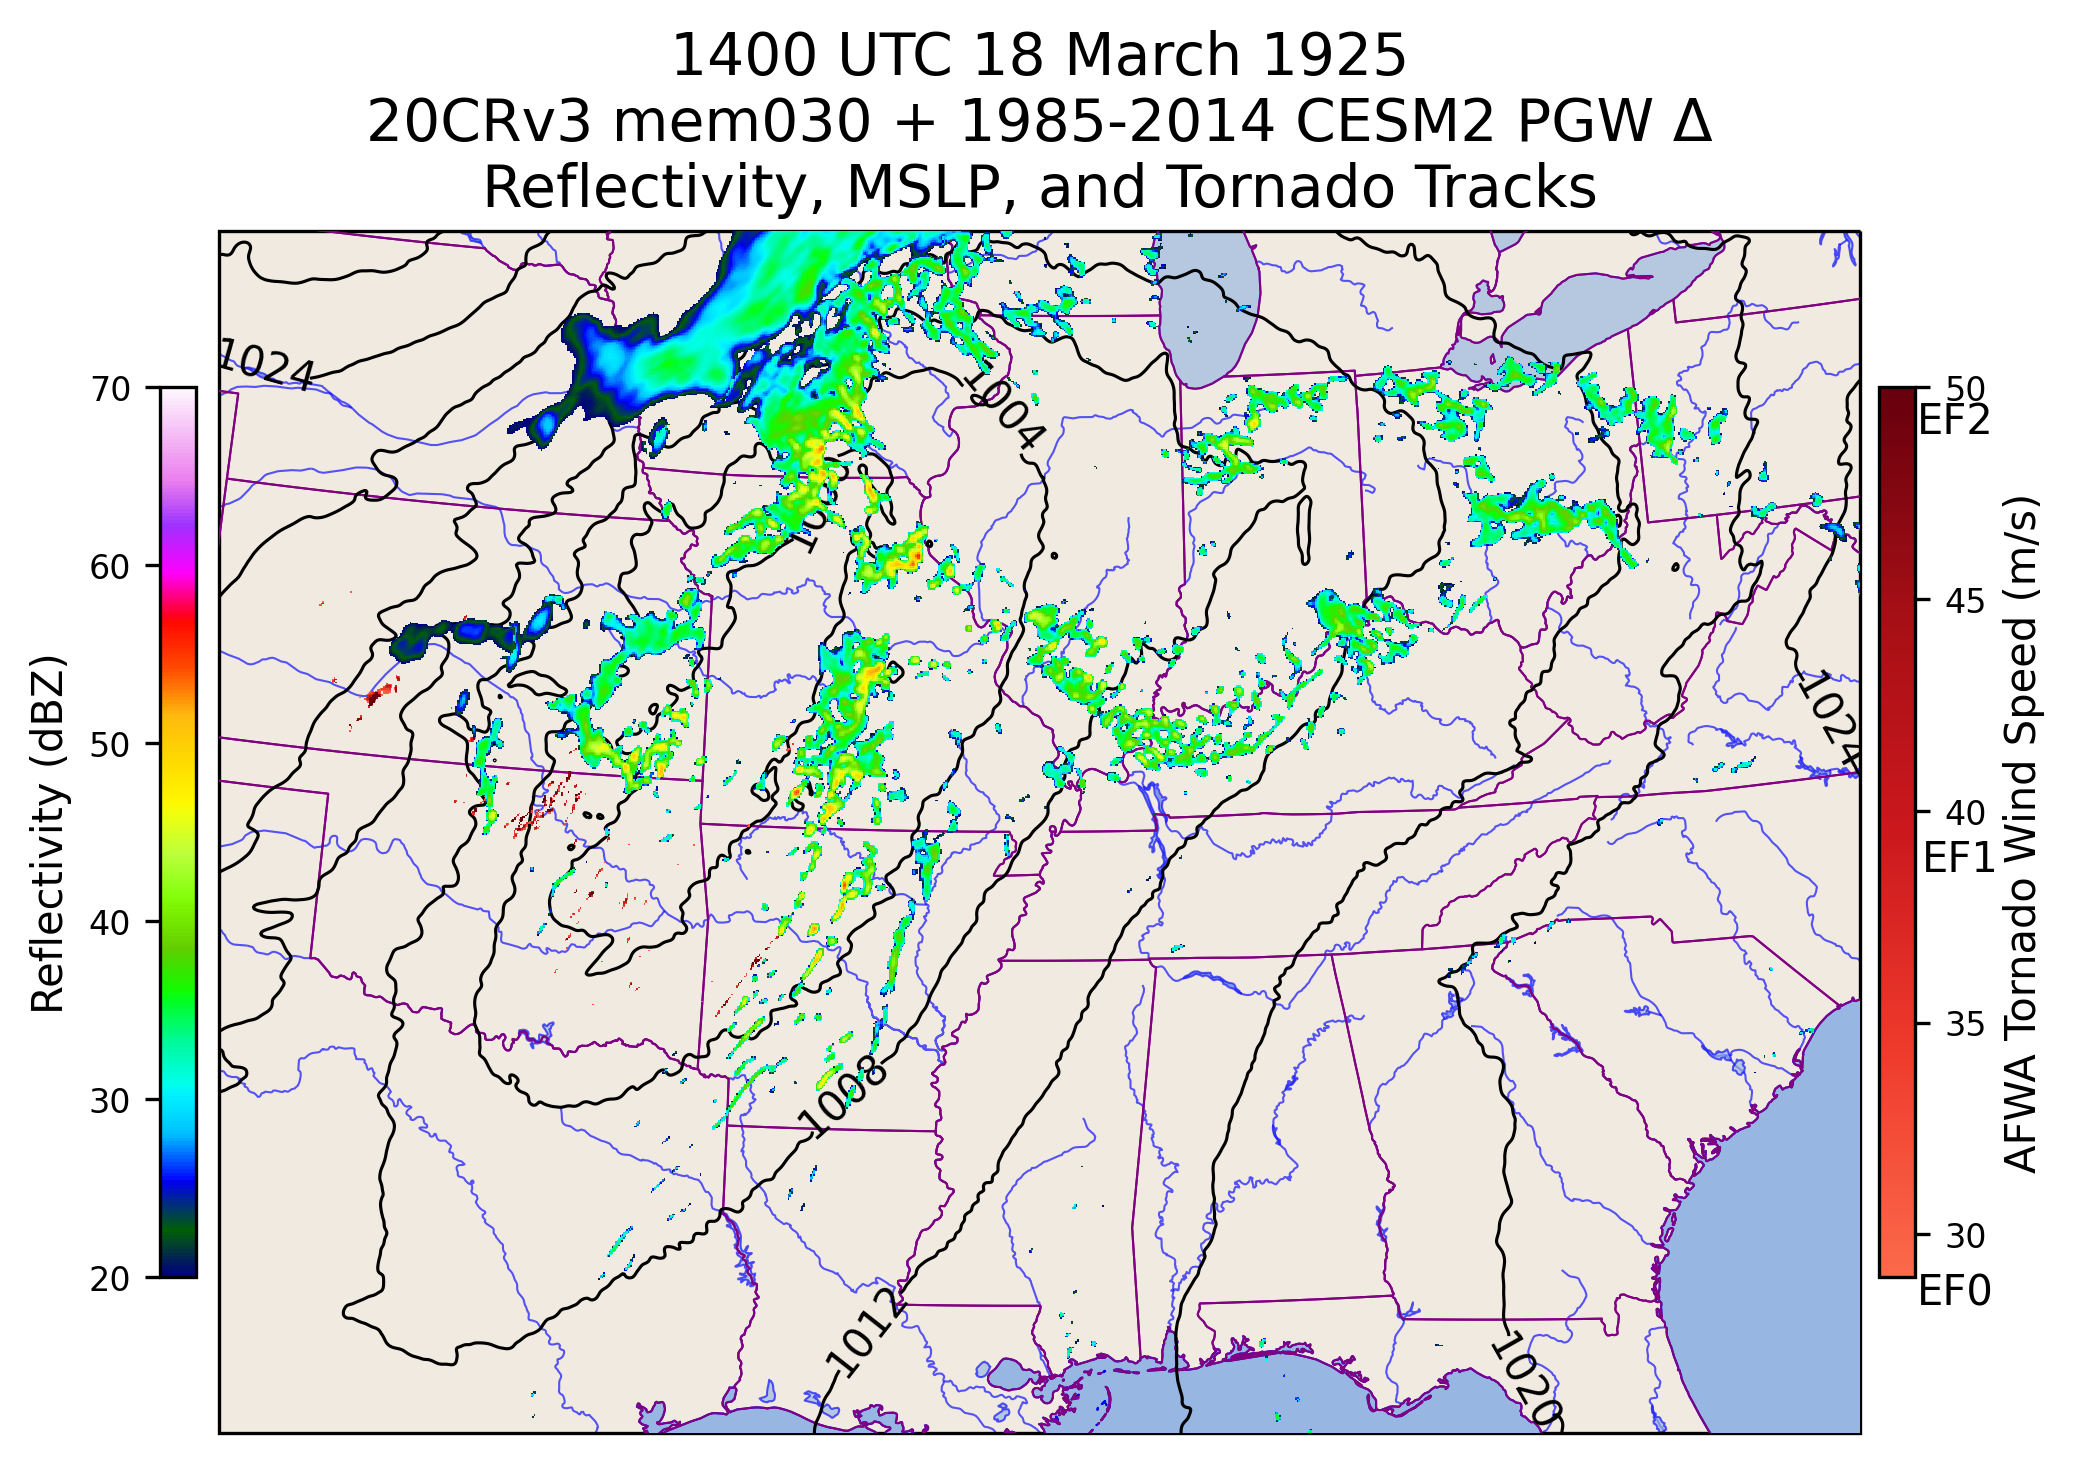 1400 UTC 18 March 1925
20CRv3 mem030 + 1985-2014 CESM2 PGW Δ
Reflectivity, MSLP, and Tornado Tracks
70
60
50
40
30
20
Reflectivity (dBZ)
1024
1004
1024
1008
1012
1020
50
EF2
45
40
EF1
35
30
EF0
AFWA Tornado Wind Speed (m/s)